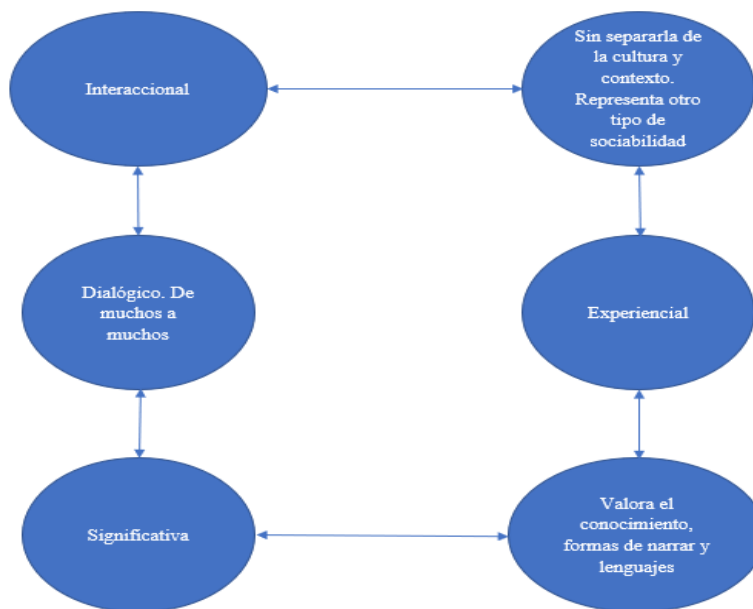 Interaccional
Sin separarla de
la cultura y
contexto.
Representa otro
tipo de
sociabilidad
Dialógico. De
muchos a
muchos
Experiencial
Significativa
Valora el
conocimiento,
formas de narrar y
lenguajes